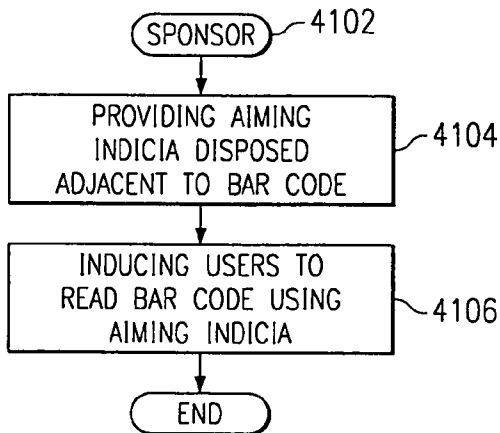 SPONSOR
4102
PROVIDING AIMING
INDICIA DISPOSED
ADJACENT TO BAR CODE
4104
INDUCING USERS TO
READ BAR CODE USING
AIMING INDICIA
4106
END